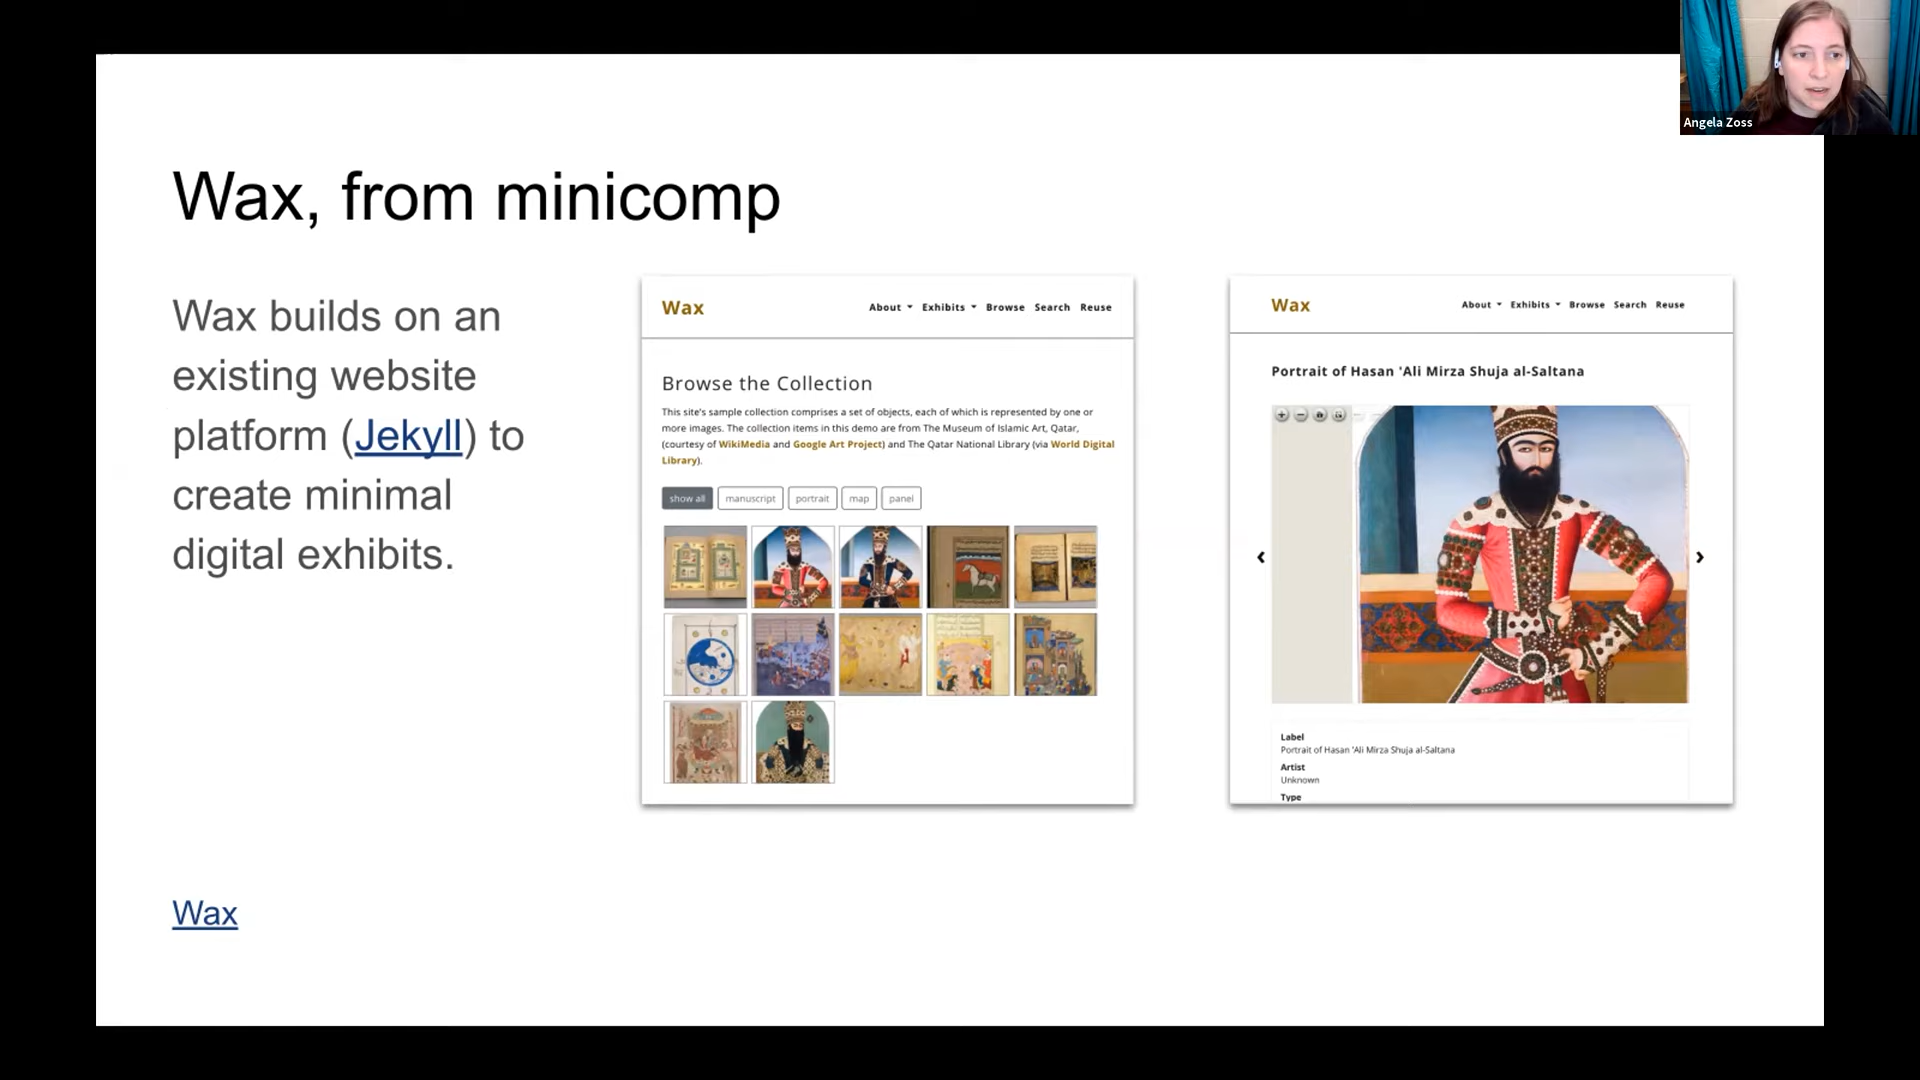 Angela Zoss
Wax, from minicomp
Wax builds on an
existing website
platform (Jekyll) to
create minimal
digital exhibits.
Wax
Wax
About Exhibits Browse Search Reuse
Browse the Collection
This site's sample collection comprises a set of objects, each of which is represented by one or
more images. The collection items in this demo are from The Museum of Islamic Art, Qatar,
(courtesy of WikiMedia and Google Art Project) and The Qatar National Library (via World Digital
Library).
show all manuscript portrait map panel
Wax
About Exhibits Browse Search Reuse
Portrait of Hasan 'Ali Mirza Shuja al-Saltana
Label
Portrait of Hasan 'Ali Mirza Shuja al-Saltana
Artist
Unknown
Type